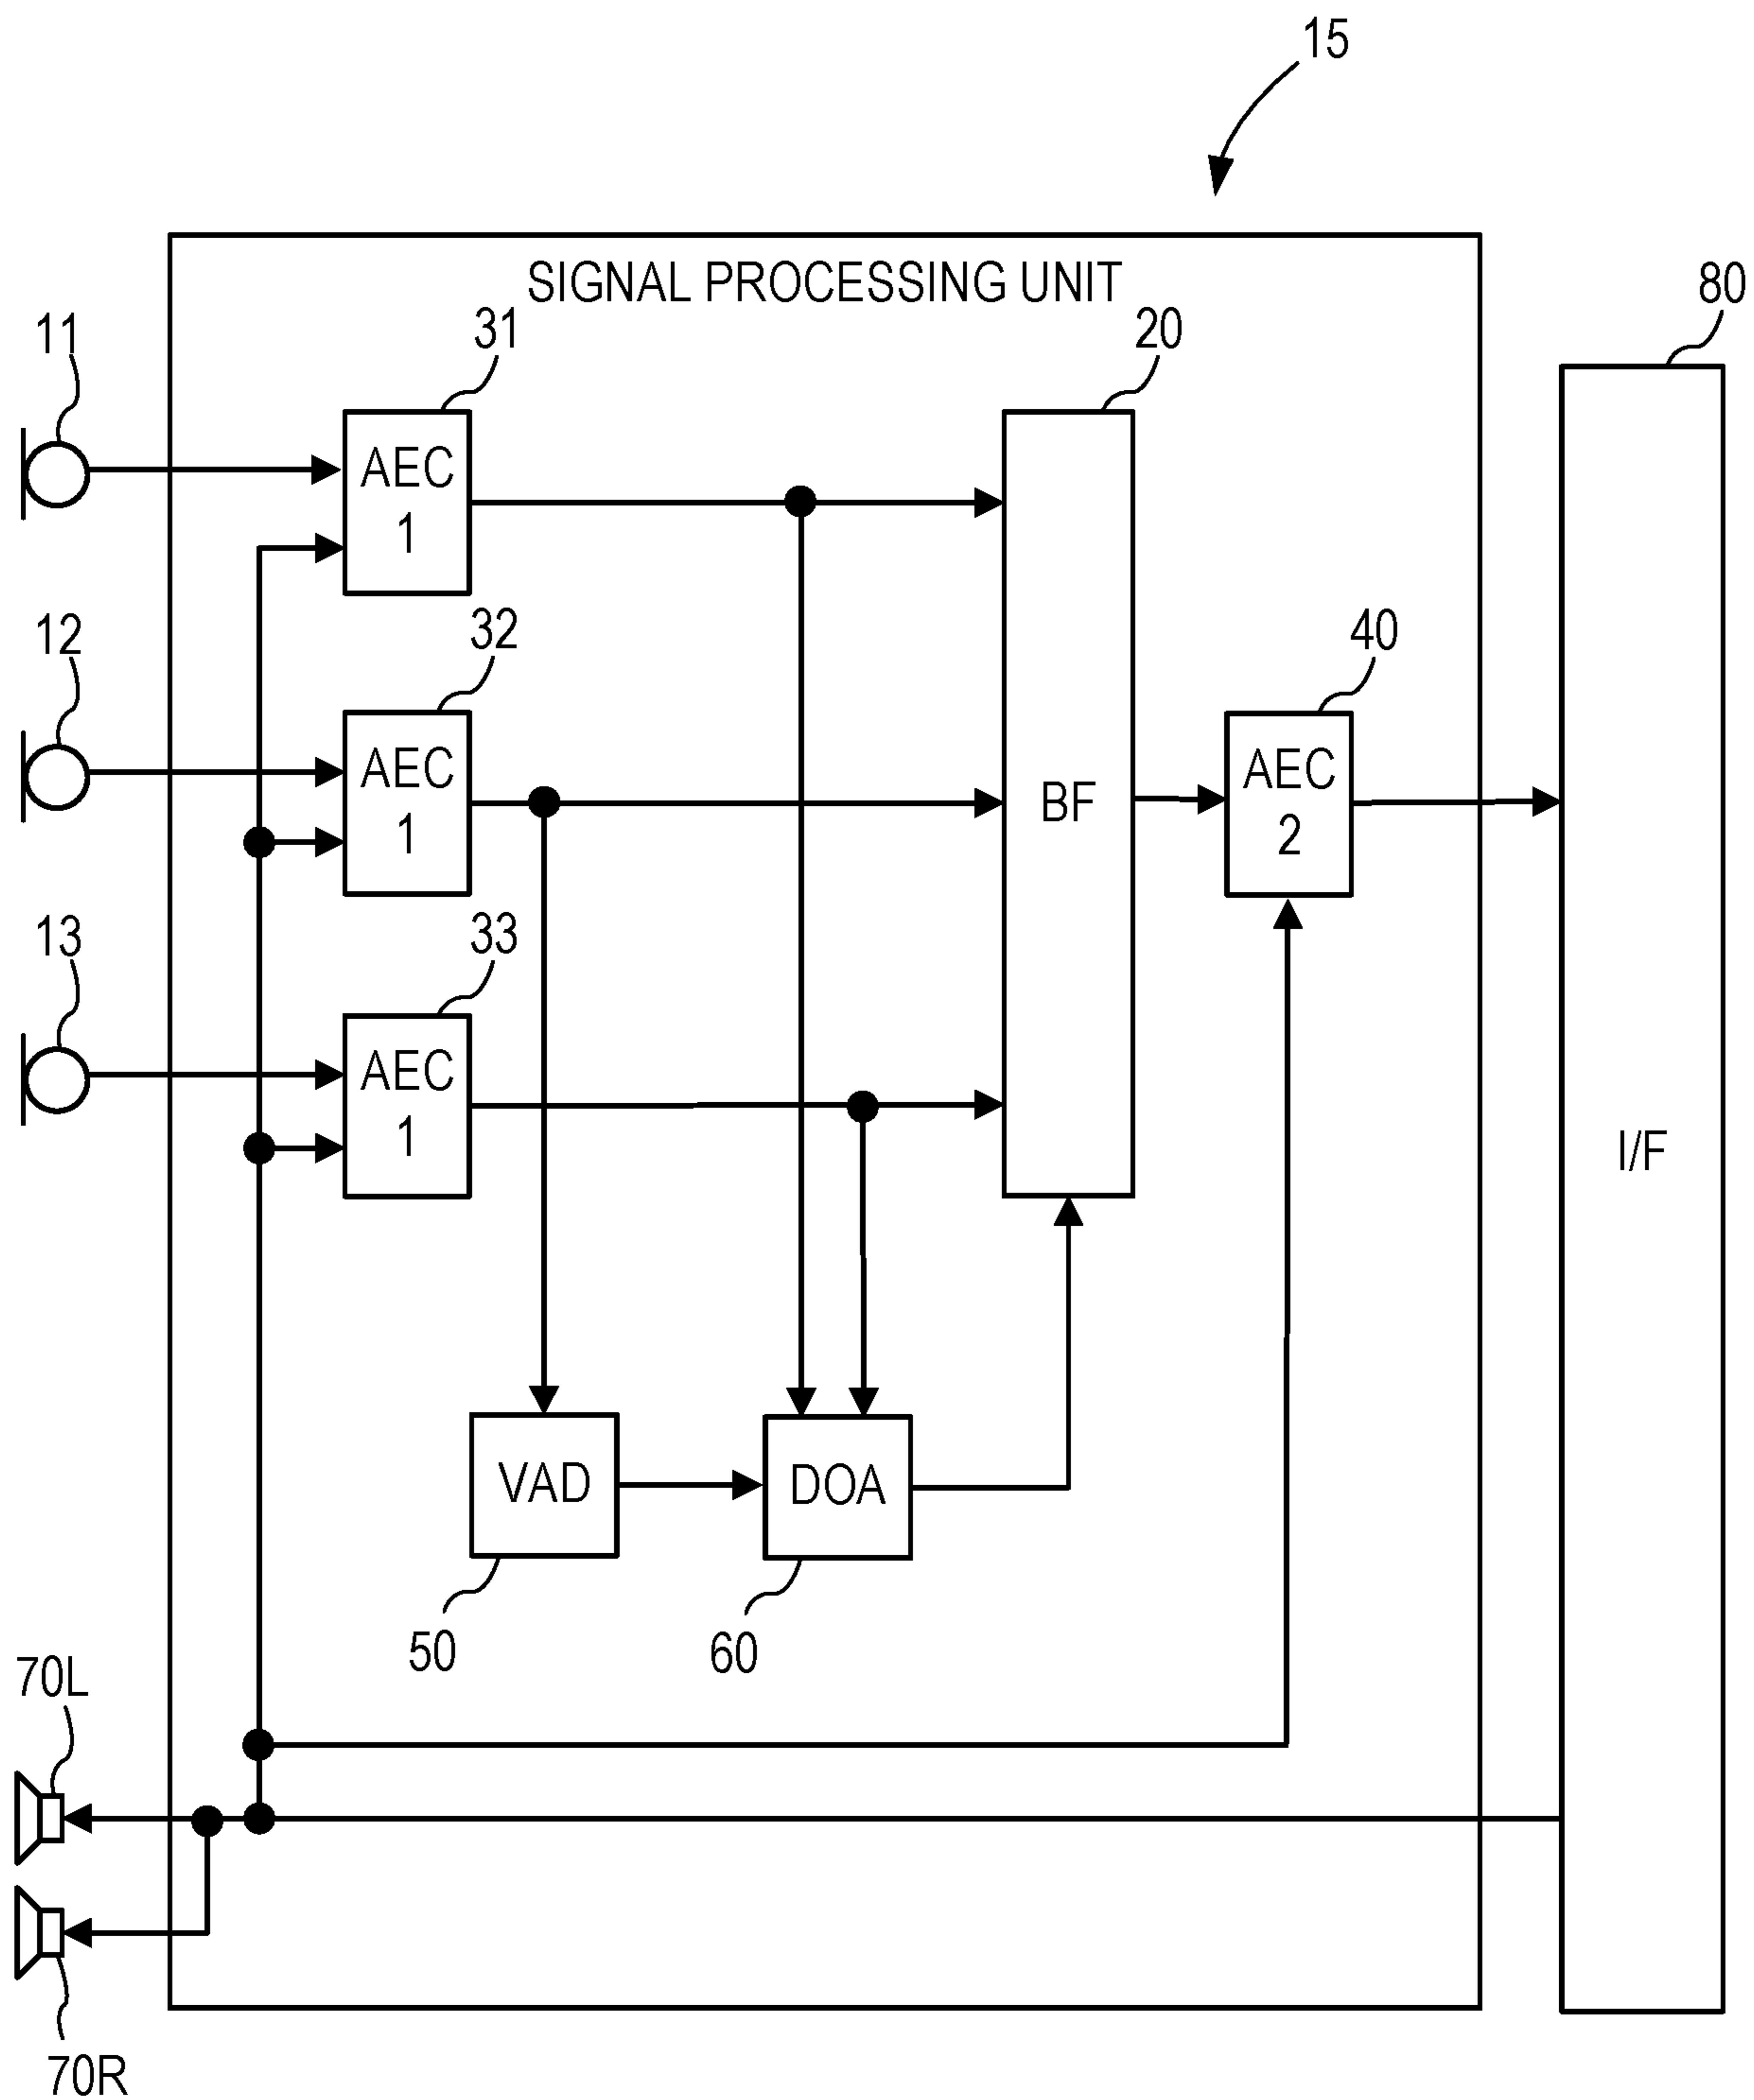 15
SIGNAL PROCESSING UNIT
80
11
31
20
AEC
1
12
32
40
AEC
1
BF
AEC
2
13
33
AEC
1
I/F
VAD
DOA
50
60
70L
70R